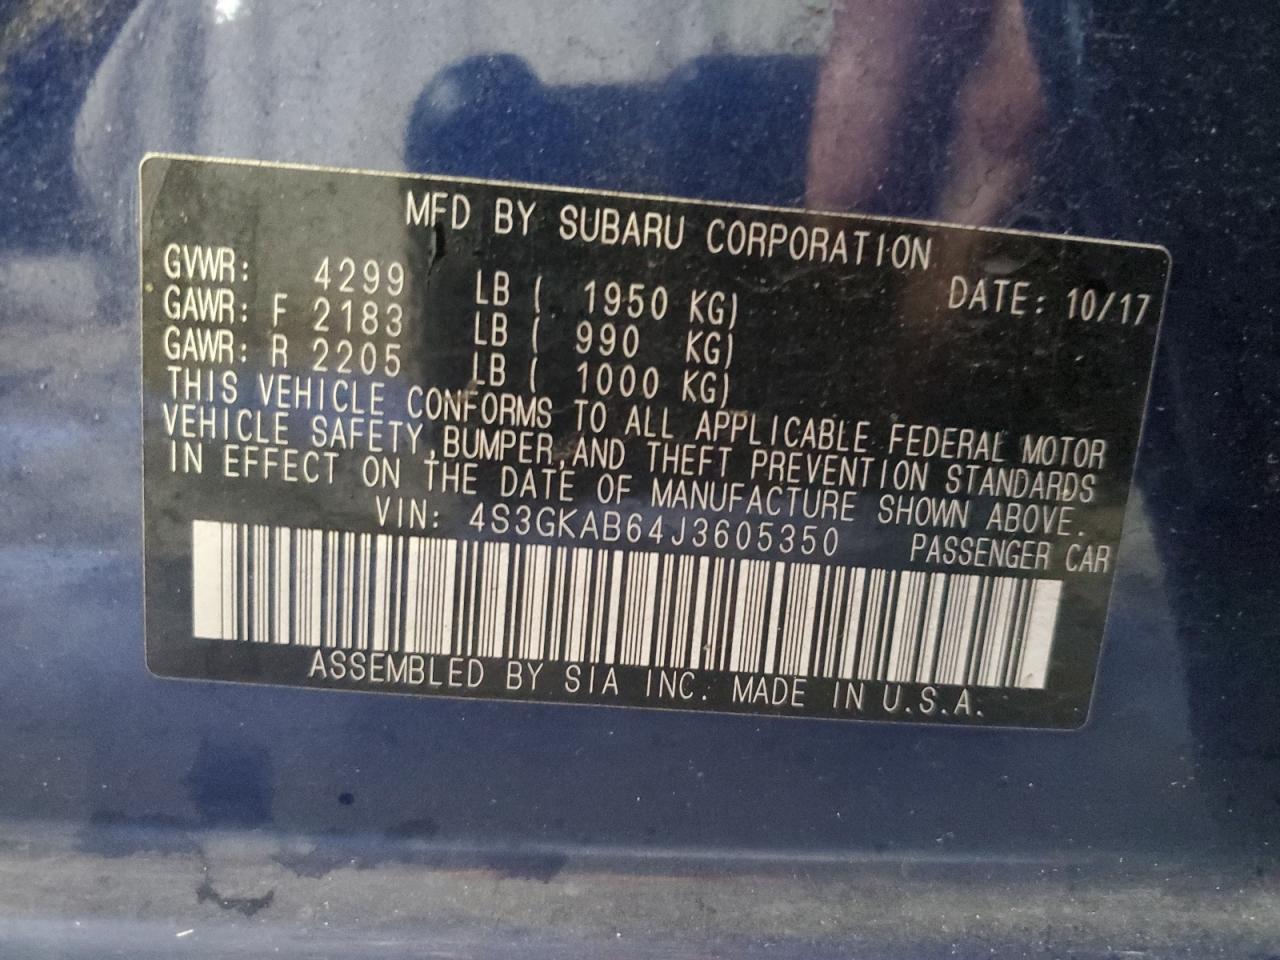 MFD BY SUBARU CORPORATION
GVWR: 4299 LB ( 1950 KG) DATE: 10/17
GAWR: F 2183 LB ( 990 KG)
GAWR: R 2205 LB ( 1000 KG)
THIS VEHICLE CONFORMS TO ALL APPLICABLE FEDERAL MOTOR
VEHICLE SAFETY, BUMPER, AND THEFT PREVENTION STANDARDS
IN EFFECT ON THE DATE OF MANUFACTURE SHOWN ABOVE.
VIN: 4S3GKAB64J3605350 PASSENGER CAR
ASSEMBLED BY SIA INC. MADE IN U.S.A.